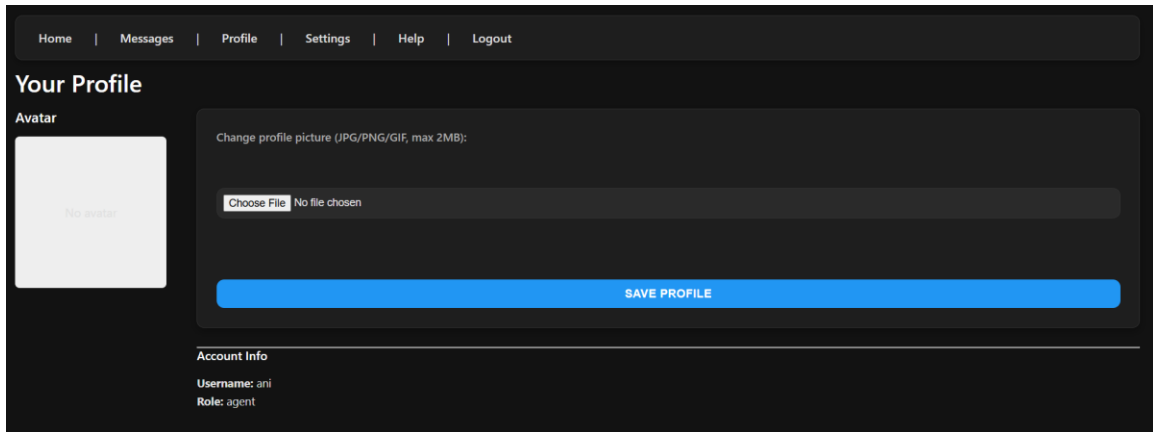 Home | Messages | Profile | Settings | Help | Logout
Your Profile
Avatar
No avatar
Change profile picture (JPG/PNG/GIF, max 2MB):
Choose File No file chosen
SAVE PROFILE
Account Info
Username: ani
Role: agent